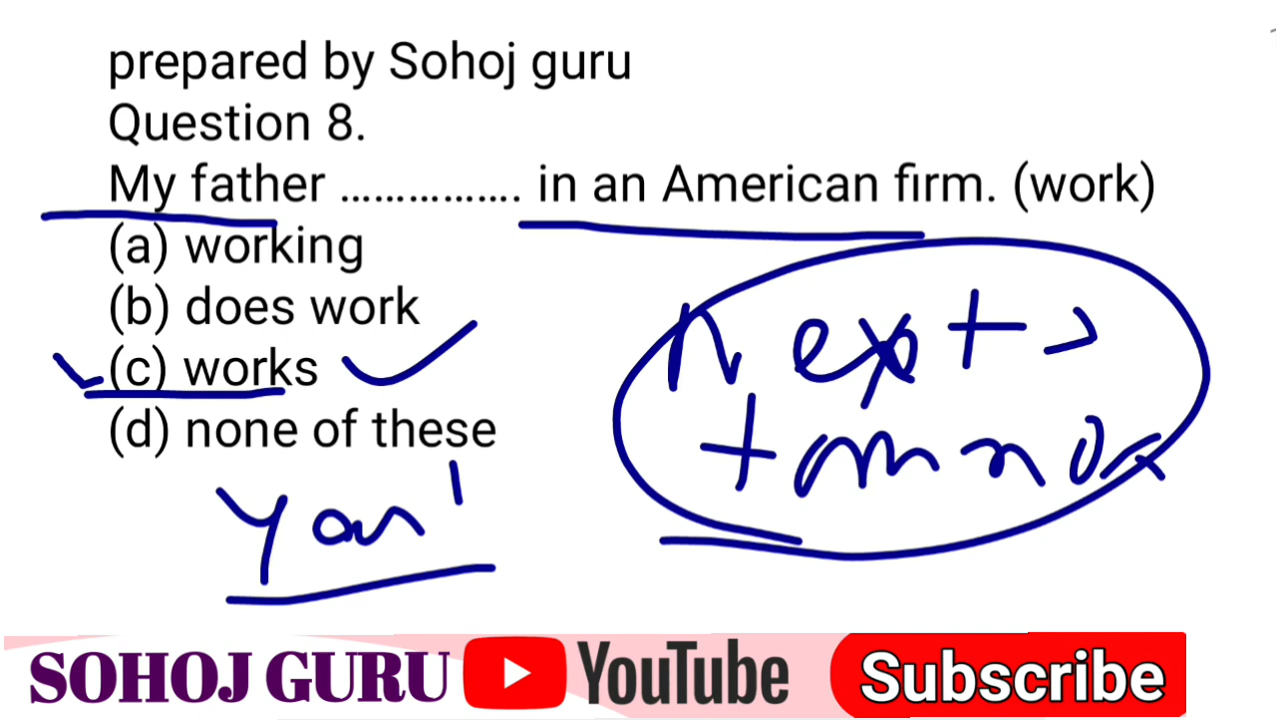 prepared by Sohoj guru
Question 8.
My father ................ in an American firm. (work)
(a) working
(b) does work
(c) works
(d) none of these
Next
SOHOJ GURU YouTube Subscribe